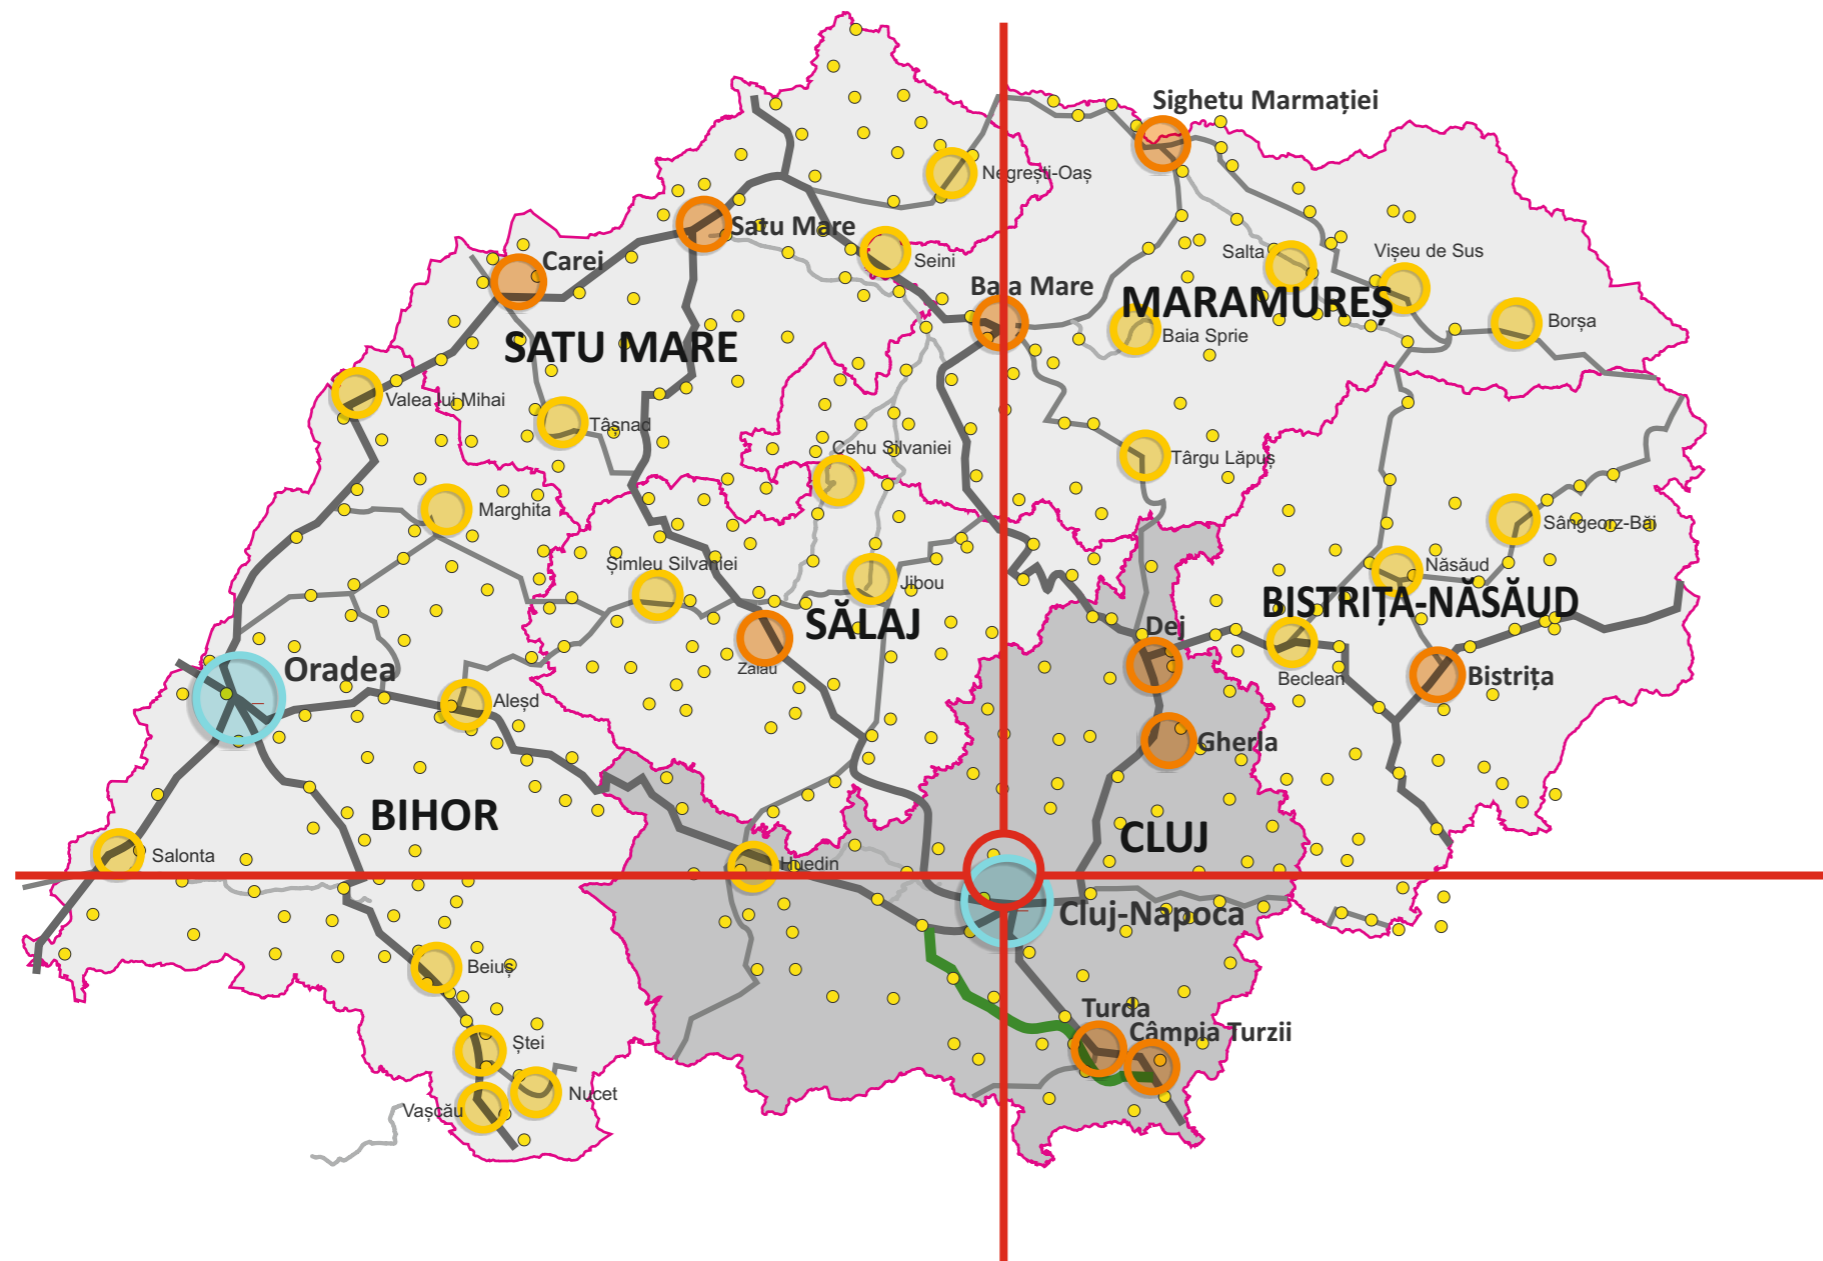 Sighetu Marmației
Negrești-Oaș
Satu Mare
Carei
Seini
Salta
Vișeu de Sus
Baia Mare
MARAMUREȘ
Borșa
Baia Sprie
SATU MARE
Valea lui Mihai
Tășnad
Cehu Silvaniei
Târgu Lăpuș
Marghita
Sângeorz-Băi
Șimleu Silvaniei
Jibou
Năsăud
BISTRIȚA-NĂSĂUD
SĂLAJ
Dej
Oradea
Zalău
Beclean
Bistrița
Aleșd
Gherla
BIHOR
CLUJ
Salonta
Huedin
Cluj-Napoca
Beiuș
Turda
Câmpia Turzii
Ștei
Nucet
Vașcău